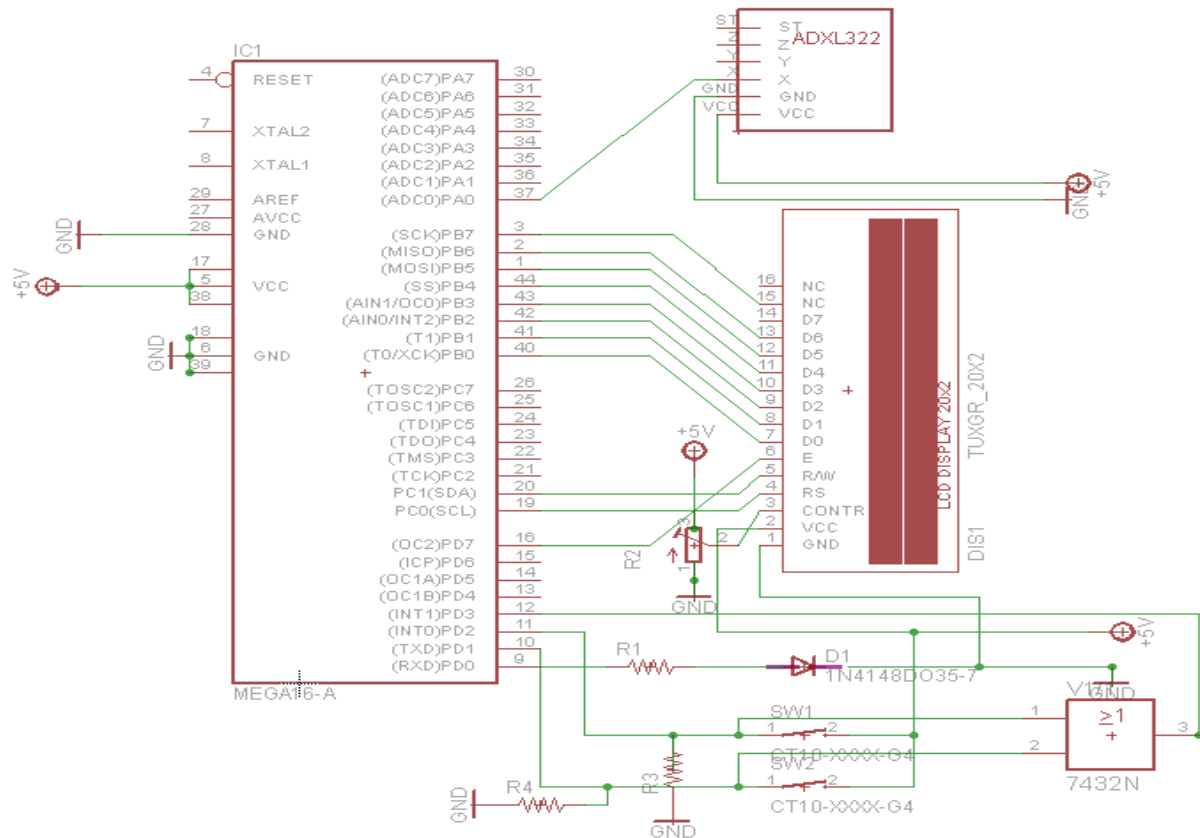 IC1
4 RESET
7 XTAL2
8 XTAL1
29 AREF
27 AVCC
28 GND
GND
17
5 VCC
38
+5V
18
6 GND
39
GND
(ADC7)PA7 30
(ADC6)PA6 31
(ADC5)PA5 32
(ADC4)PA4 33
(ADC3)PA3 34
(ADC2)PA2 35
(ADC1)PA1 36
(ADC0)PA0 37
(SCK)PB7 3
(MISO)PB6 2
(MOSI)PB5 1
(SS)PB4 44
(AIN1/OC0)PB3 43
(AIN0/INT2)PB2 42
(T1)PB1 41
(T0/XCK)PB0 40
(TOSC2)PC7 26
(TOSC1)PC6 25
(TDI)PC5 24
(TDO)PC4 23
(TMS)PC3 22
(TCK)PC2 21
PC1(SDA) 20
PC0(SCL) 19
(OC2)PD7 16
(ICP)PD6 15
(OC1A)PD5 14
(OC1B)PD4 13
(INT1)PD3 12
(INT0)PD2 11
(TXD)PD1 10
(RXD)PD0 9
MEGA16-A
ADXL322
ST ST
Z Z
Y Y
X X
GND GND
VCC VCC
+5V
GND
16 NC
15 NC
14 D7
13 D6
12 D5
11 D4
10 D3
9 D2
8 D1
7 D0
6 E
5 R/W
4 RS
3 CONTR
2 VCC
1 GND
LCD DISPLAY 20x2
TUXGR_20X2
DIS1
+5V
R2
3
2
1
GND
+5V
R1
D1
1N4148DO35-7
GND
SW1
1 2
CT10-XXXX-G4
SW2
1 2
CT10-XXXX-G4
R3
GND
R4
GND
1
2
≥1
3
7432N